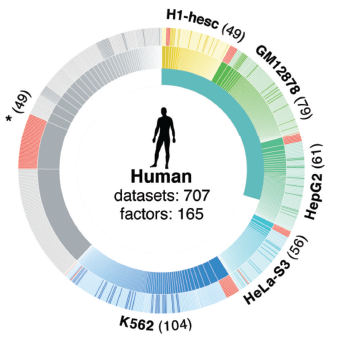 H1-hesc (49)
GM12878 (79)
HepG2 (61)
HeLa-S3 (56)
K562 (104)
* (49)
Human
datasets: 707
factors: 165